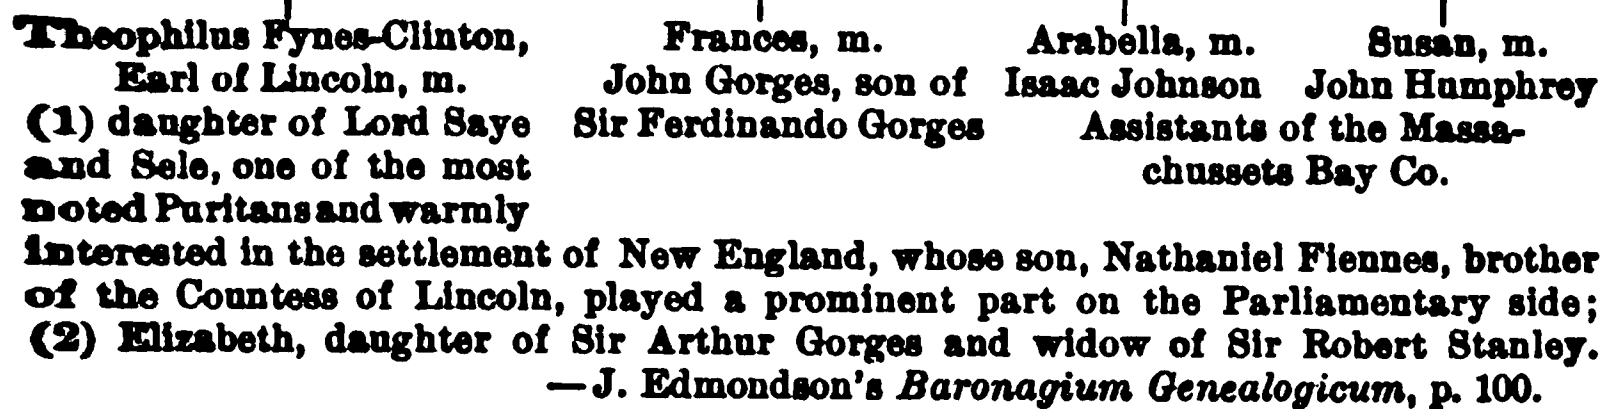 Theophilus Fynes-Clinton,
Earl of Lincoln, m.
(1) daughter of Lord Saye
and Sele, one of the most
noted Puritans and warmly
Frances, m.
John Gorges, son of
Sir Ferdinando Gorges
Arabella, m.
Isaac Johnson
Susan, m.
John Humphrey
Assistants of the Massa-
chussets Bay Co.
interested in the settlement of New England, whose son, Nathaniel Fiennes, brother
of the Countess of Lincoln, played a prominent part on the Parliamentary side;
(2) Elizabeth, daughter of Sir Arthur Gorges and widow of Sir Robert Stanley.
—J. Edmondson's Baronagium Genealogicum, p. 100.